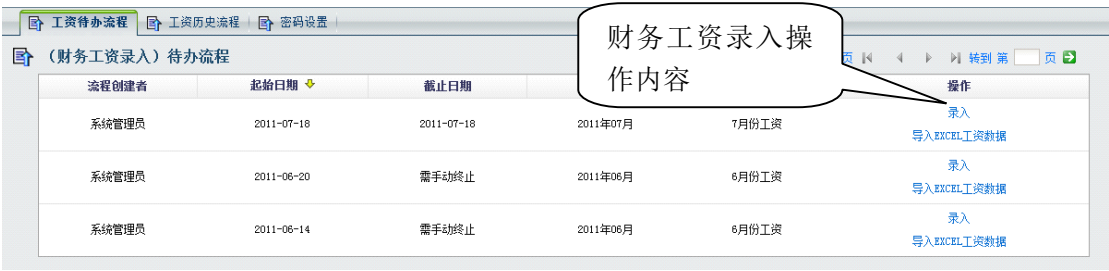 工资待办流程 工资历史流程 密码设置
财务工资录入操
作内容
(财务工资录入)待办流程 页 转到 第 页
流程创建者 起始日期 截止日期 操作
系统管理员 2011-07-18 2011-07-18 2011年07月 7月份工资 录入
导入EXCEL工资数据
系统管理员 2011-06-20 需手动终止 2011年06月 6月份工资 录入
导入EXCEL工资数据
系统管理员 2011-06-14 需手动终止 2011年06月 6月份工资 录入
导入EXCEL工资数据